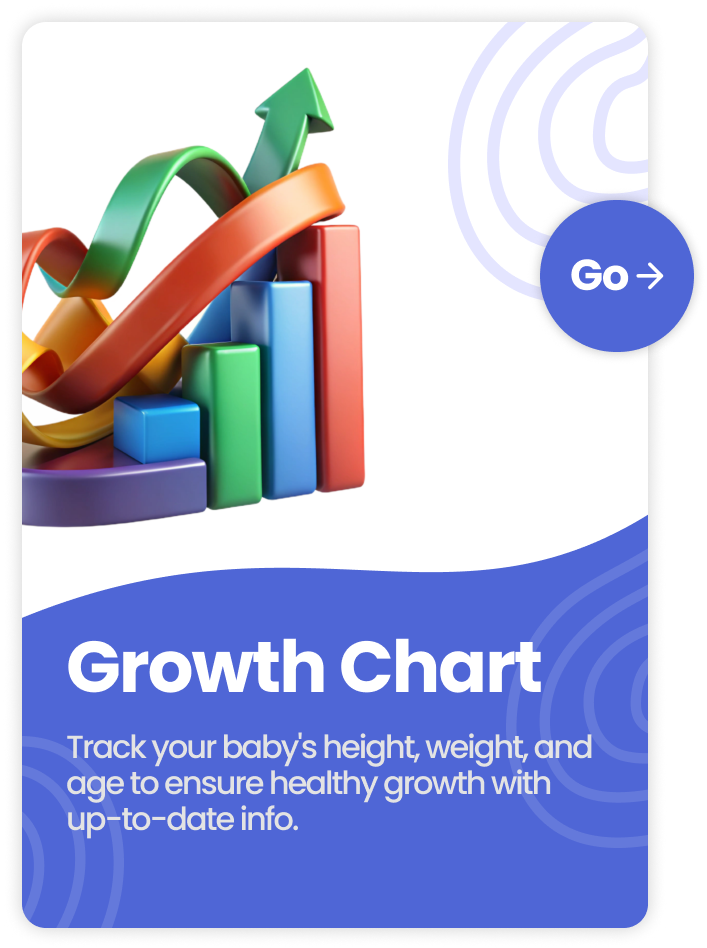 Go
Growth Chart
Track your baby's height, weight, and
age to ensure healthy growth with
up-to-date info.